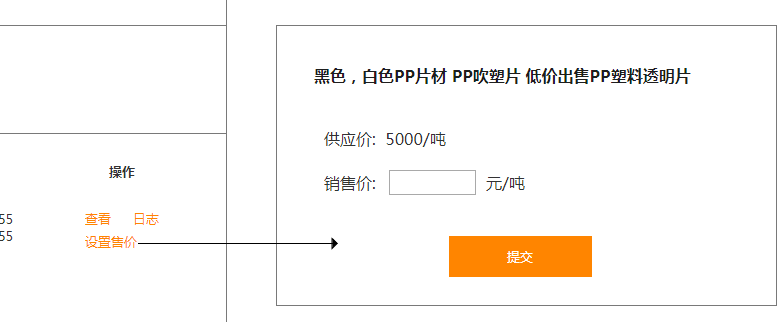 黑色，白色PP片材 PP吹塑片 低价出售PP塑料透明片
供应价: 5000/吨
销售价: 元/吨
提交
操作
55
55
查看 日志
设置售价